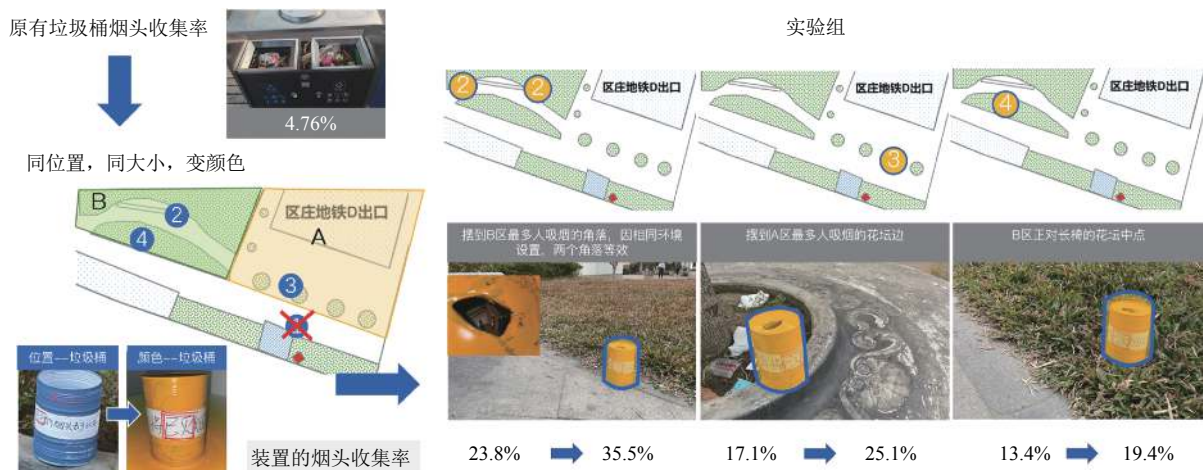 原有垃圾桶烟头收集率
4.76%
同位置，同大小，变颜色
B
2
4
区庄地铁D出口
A
3
位置--垃圾桶
颜色--垃圾桶
装置的烟头收集率
实验组
2
2
区庄地铁D出口
摆到B区最多人吸烟的角落，因相同环境
设置，两个角落等效
23.8%
35.5%
区庄地铁D出口
3
摆到A区最多人吸烟的花坛边
17.1%
25.1%
区庄地铁D出口
4
B区正对长椅的花坛中点
13.4%
19.4%